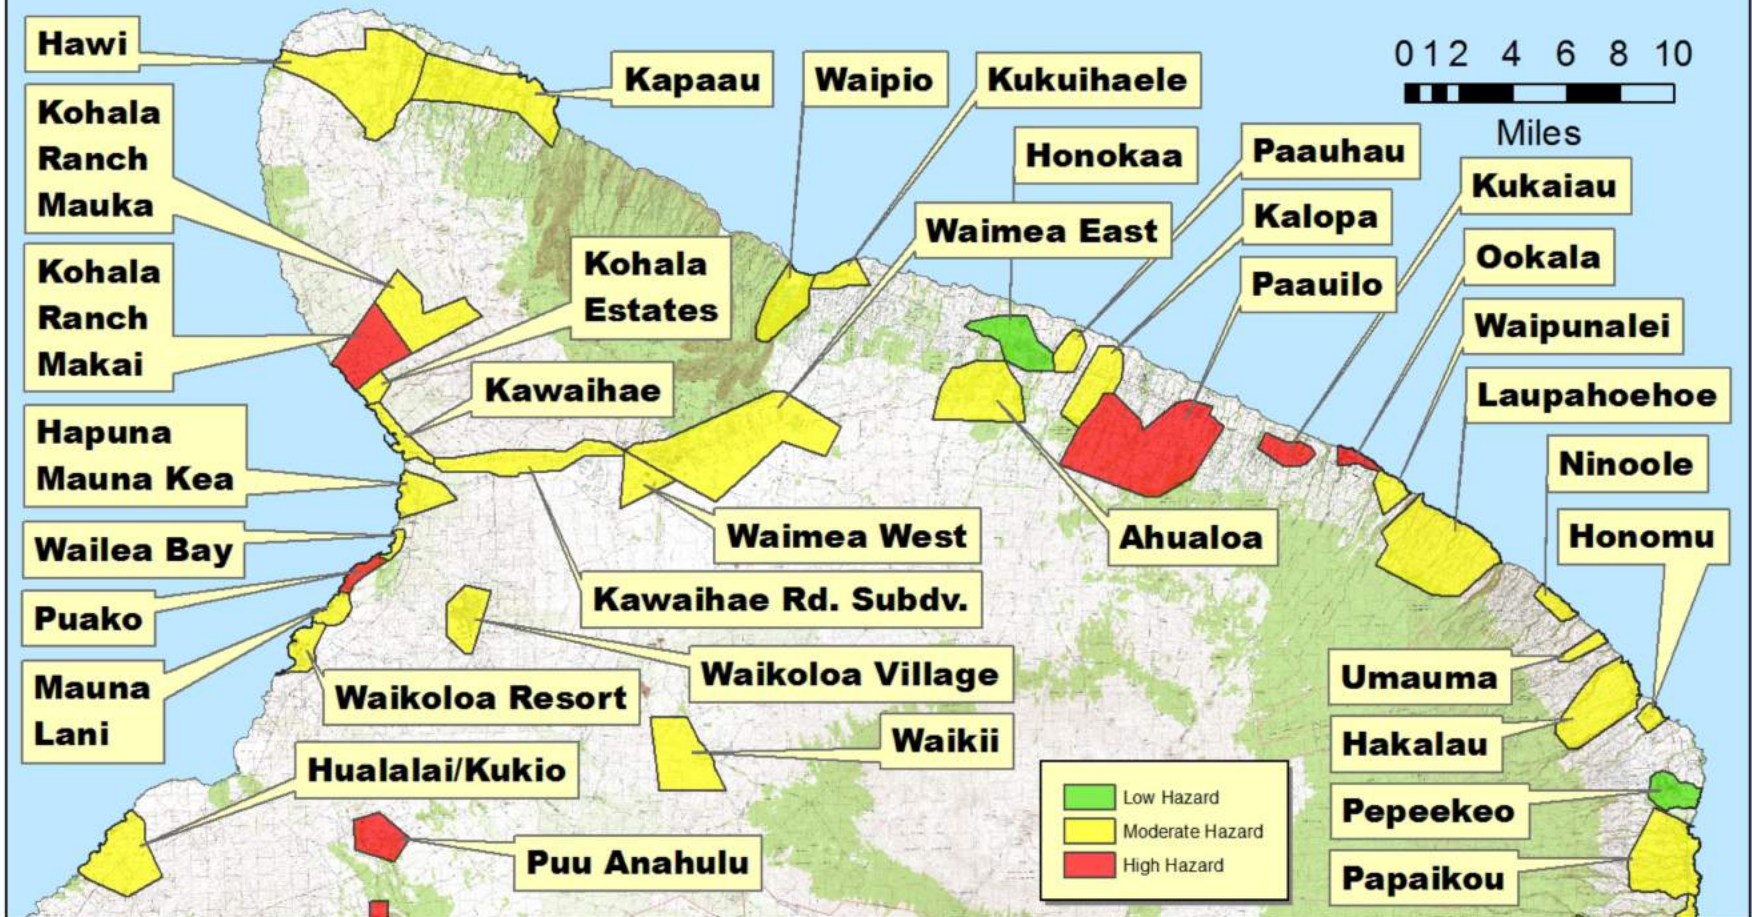 Hawi
Kapaau
Waipio
Kukuihaele
0 1 2 4 6 8 10
Miles
Kohala
Ranch
Mauka
Honokaa
Paauhau
Kukaiau
Waimea East
Kalopa
Kohala
Ranch
Makai
Kohala
Estates
Paauilo
Ookala
Waipunalei
Kawaihae
Laupahoehoe
Hapuna
Mauna Kea
Ninoole
Wailea Bay
Waimea West
Ahualoa
Honomu
Puako
Kawaihae Rd. Subdv.
Mauna
Lani
Waikoloa Resort
Waikoloa Village
Umauma
Waikii
Hakalau
Hualalai/Kukio
Low Hazard
Moderate Hazard
High Hazard
Pepeekeo
Puu Anahulu
Papaikou